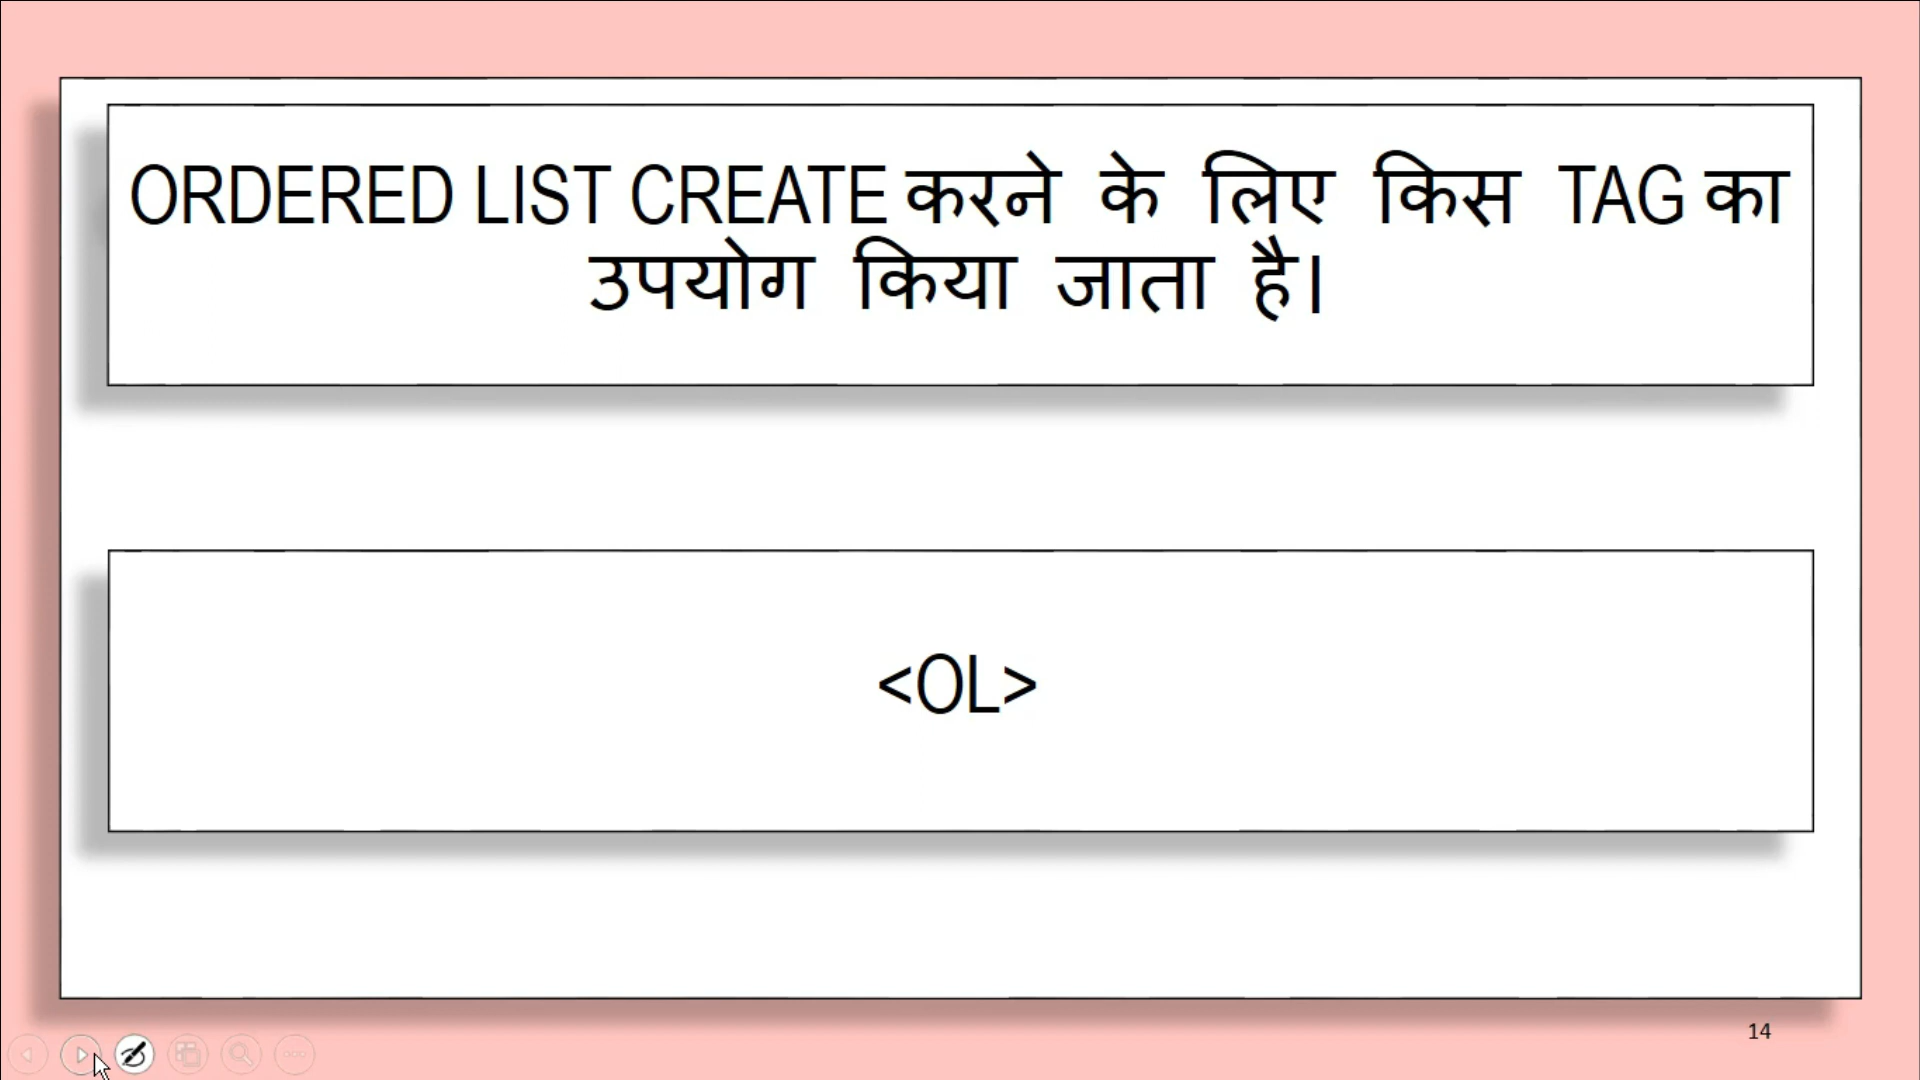 ORDERED LIST CREATE करने के लिए किस TAG का
उपयोग किया जाता है।
<OL>
14